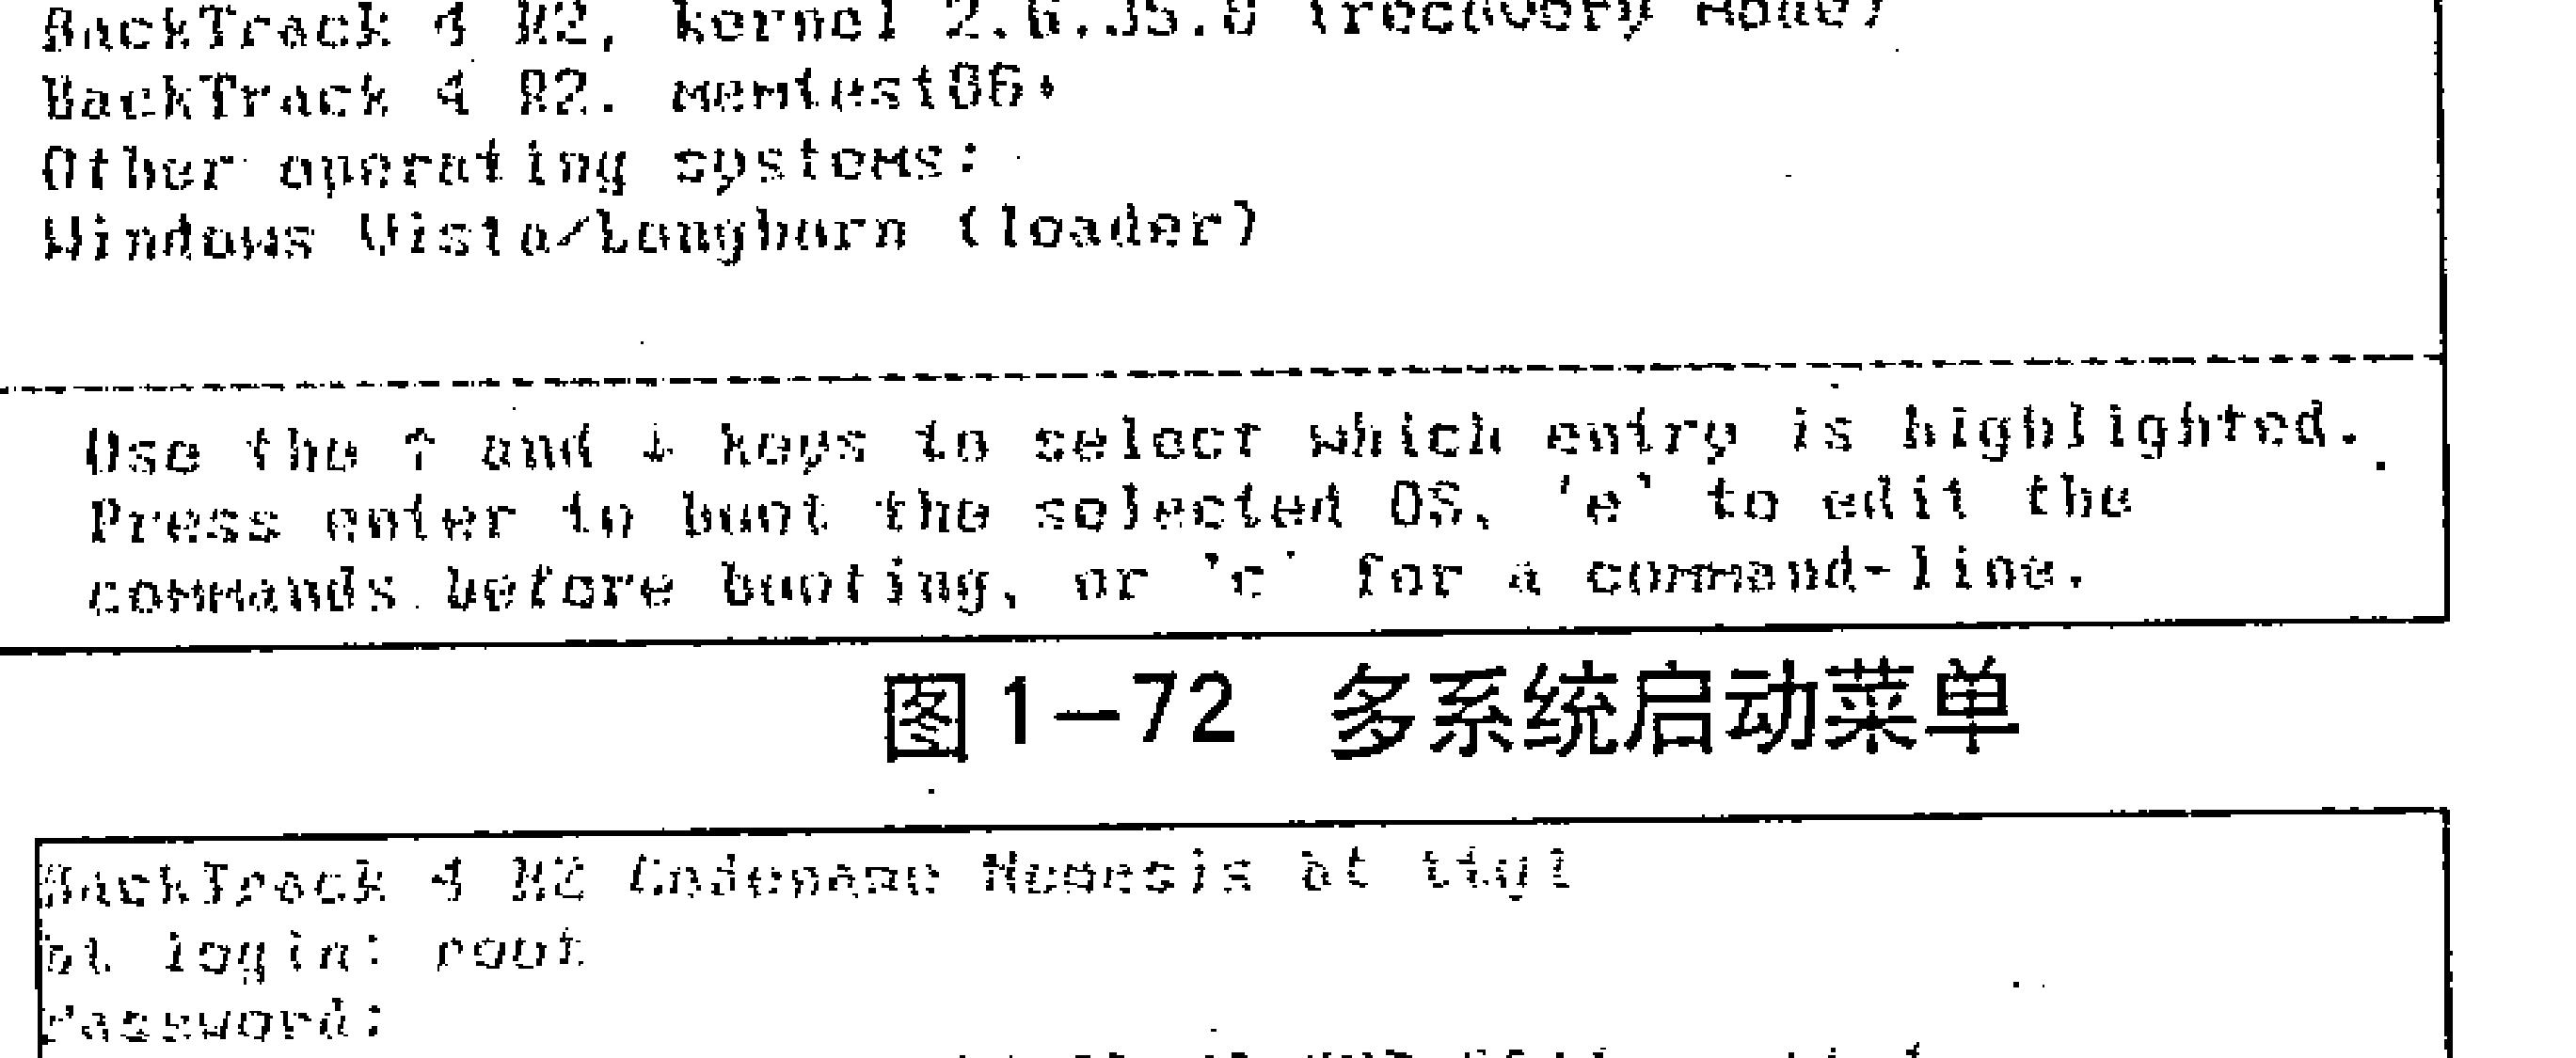 BackTrack 4 R2, kernel 2.6.35.8 (recovery mode)
BackTrack 4 R2, memtest86+
Other operating systems:
Windows Vista/Longhorn (loader)
Use the ↑ and ↓ keys to select which entry is highlighted.
Press enter to boot the selected OS, 'e' to edit the
commands before booting, or 'c' for a command-line.
图1-72 多系统启动菜单
BackTrack 4 R2 Codename Nemesis bt tty1
bt login: root
Password: